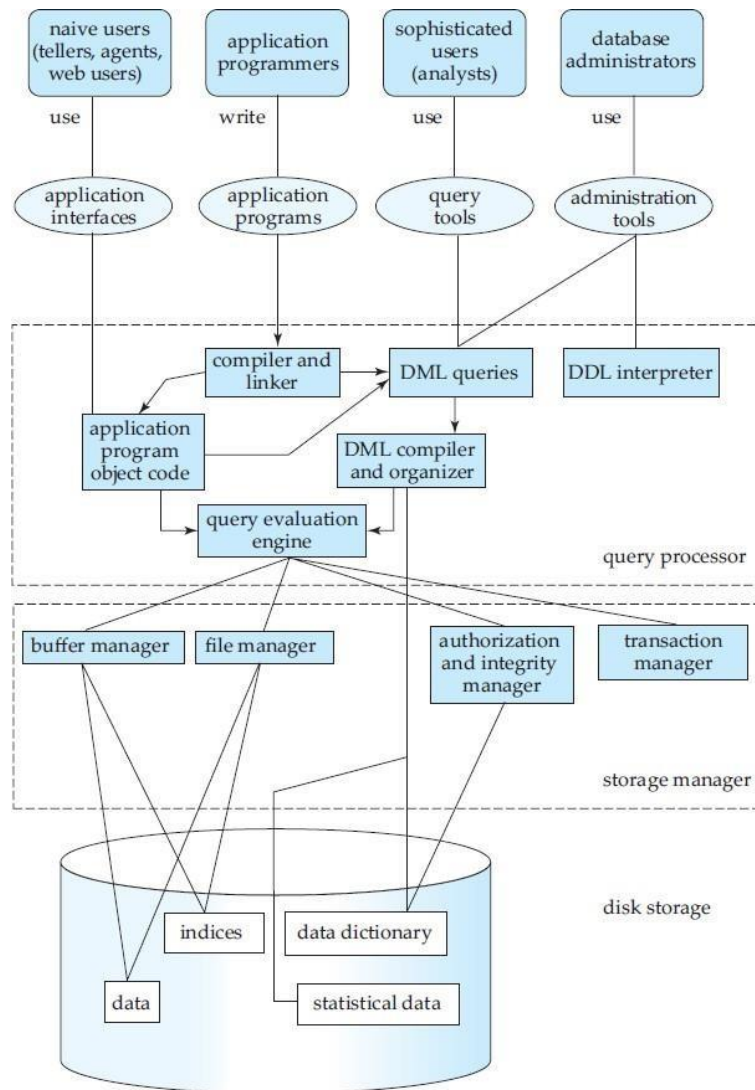 naive users
(tellers, agents,
web users)
application
programmers
sophisticated
users
(analysts)
database
administrators
use
write
use
use
application
interfaces
application
programs
query
tools
administration
tools
compiler and
linker
DML queries
DDL interpreter
application
program
object code
DML compiler
and organizer
query evaluation
engine
query processor
buffer manager
file manager
authorization
and integrity
manager
transaction
manager
storage manager
disk storage
indices
data dictionary
data
statistical data